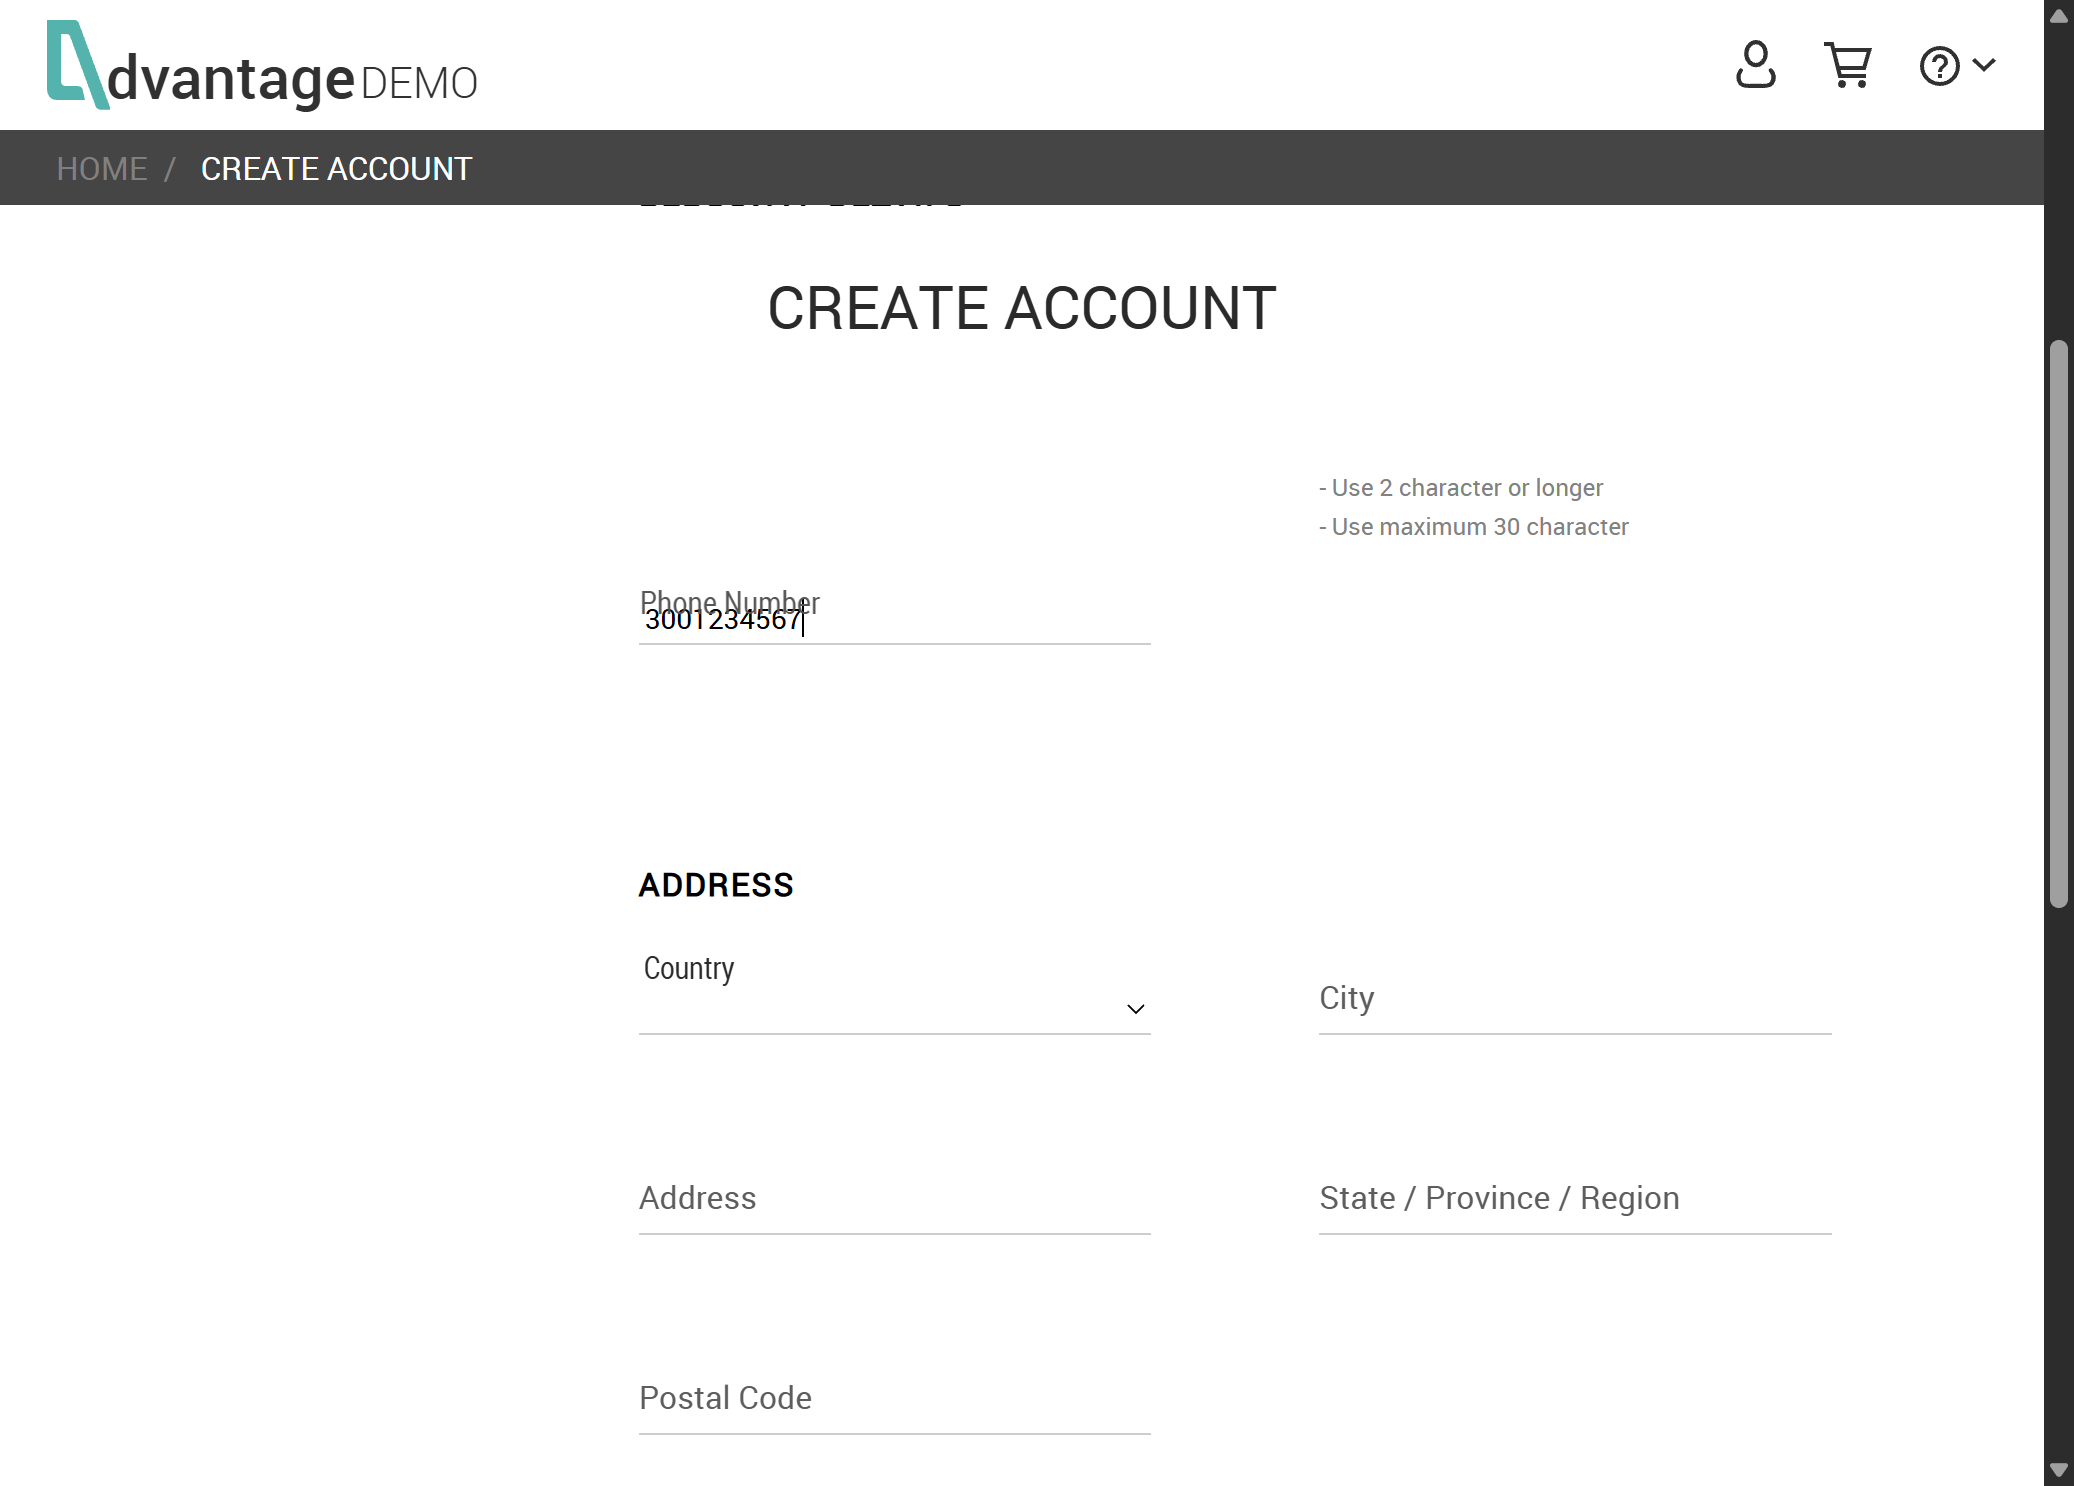 dvantage DEMO
HOME / CREATE ACCOUNT
CREATE ACCOUNT
- Use 2 character or longer
- Use maximum 30 character
Phone Number
3001234567
ADDRESS
Country
City
Address
State / Province / Region
Postal Code